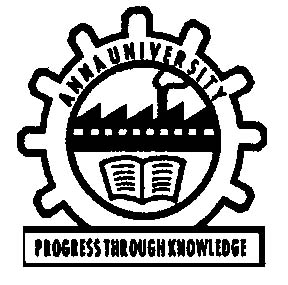 ANNA UNIVERSITY
PROGRESS THROUGH KNOWLEDGE